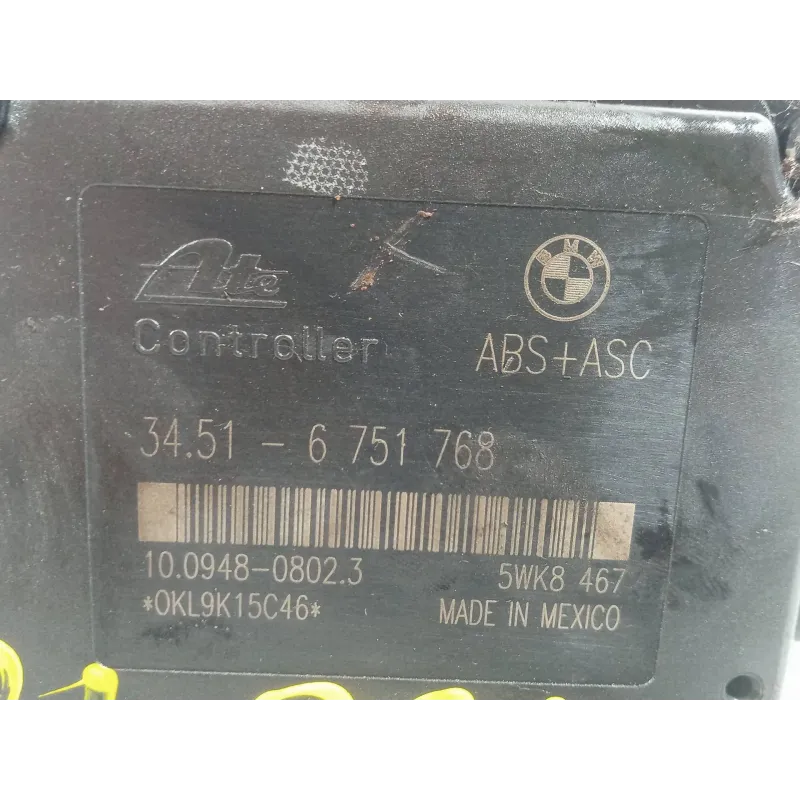 Ate
BMW
Controller
ABS+ASC
34.51 - 6 751 768
10.0948-0802.3
5WK8 467
*0KL9K15C46*
MADE IN MEXICO